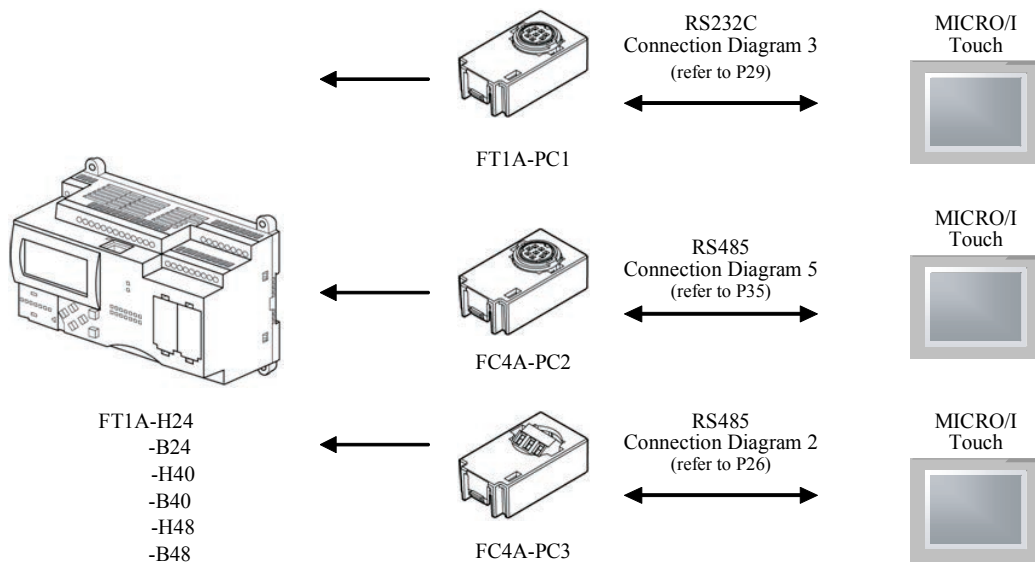 RS232C
Connection Diagram 3
(refer to P29)
MICRO/I
Touch
FT1A-PC1
RS485
Connection Diagram 5
(refer to P35)
MICRO/I
Touch
FC4A-PC2
FT1A-H24
-B24
-H40
-B40
-H48
-B48
RS485
Connection Diagram 2
(refer to P26)
MICRO/I
Touch
FC4A-PC3